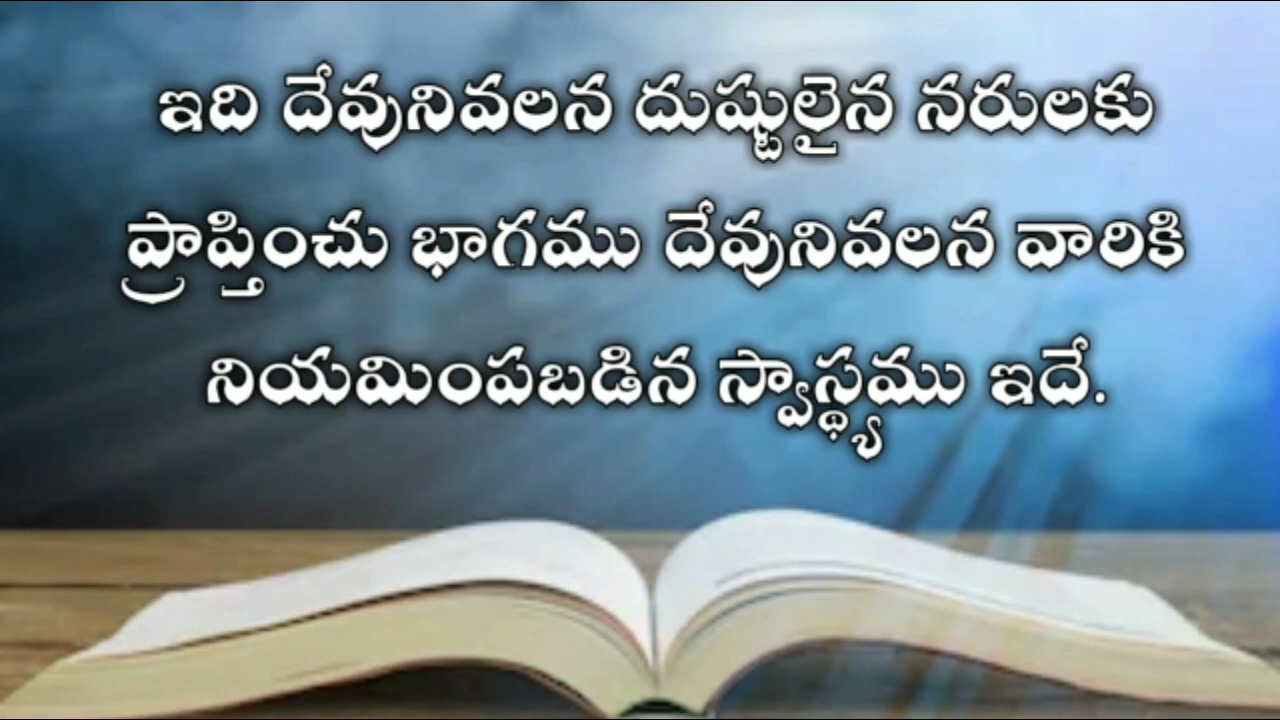 ఇది దేవునివలన దుష్టులైన నరులకు
ప్రాప్తించు భాగము దేవునివలన వారికి
నియమింపబడిన స్వాస్థ్యము ఇదే.